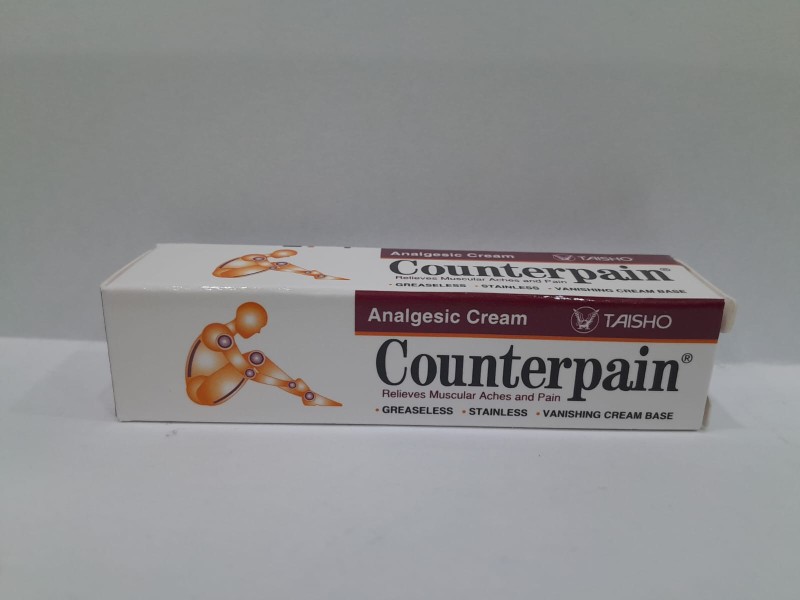 Analgesic Cream TAISHO
Counterpain®
Relieves Muscular Aches and Pain
· GREASELESS · STAINLESS · VANISHING CREAM BASE
Analgesic Cream TAISHO
Counterpain®
Relieves Muscular Aches and Pain
• GREASELESS • STAINLESS • VANISHING CREAM BASE